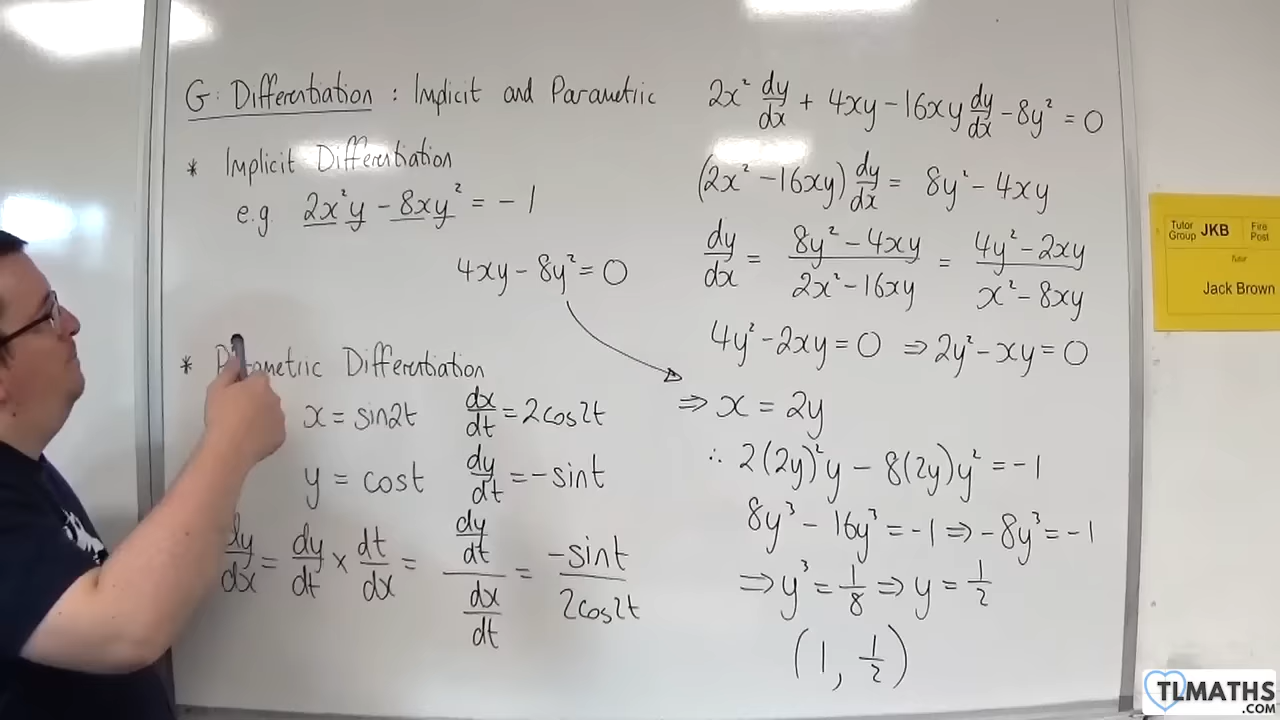 G: Differentiation : Implicit and Parametric
* Implicit Differentiation
e.g. 2x²y - 8xy² = -1
4xy - 8y² = 0
* Parametric Differentiation
x = sin2t dx/dt = 2cos2t
y = cost dy/dt = -sint
dy/dx = dy/dt × dt/dx = (dy/dt)/(dx/dt) = -sint/2cos2t
2x² dy/dx + 4xy - 16xy dy/dx - 8y² = 0
(2x² - 16xy) dy/dx = 8y² - 4xy
dy/dx = (8y² - 4xy)/(2x² - 16xy) = (4y² - 2xy)/(x² - 8xy)
4y² - 2xy = 0 ⇒ 2y² - xy = 0
⇒ x = 2y
∴ 2(2y)²y - 8(2y)y² = -1
8y³ - 16y³ = -1 ⇒ -8y³ = -1
⇒ y³ = 1/8 ⇒ y = 1/2
(1, 1/2)
Tutor Group JKB Fire Post
Tutor
Jack Brown
TLMATHS
.COM